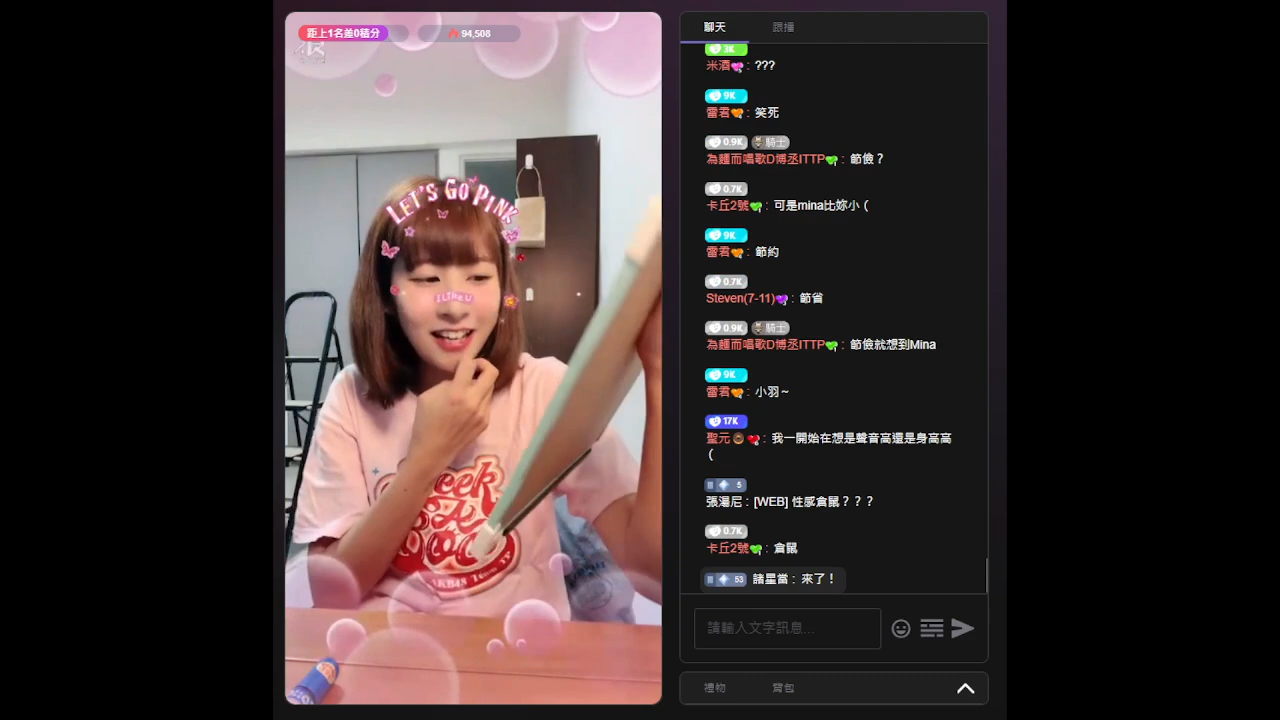 距上1名差0積分
94,508
浪
LET'S GO PINK
AKB48 Team TP
聊天
跟播
3K
米酒: ???
9K
雷君: 笑死
0.9K 騎士
為麵而唱歌D博丞ITTP: 節儉？
0.7K
卡丘2號: 可是mina比妳小 (
9K
雷君: 節約
0.7K
Steven(7-11): 節省
0.9K 騎士
為麵而唱歌D博丞ITTP: 節儉就想到Mina
9K
雷君: 小羽～
17K
聖元: 我一開始在想是聲音高還是身高高
(
III 5
張湯尼: [WEB] 性感倉鼠？？？
0.7K
卡丘2號: 倉鼠
III 53 諸星當: 來了！
請輸入文字訊息...
禮物
背包